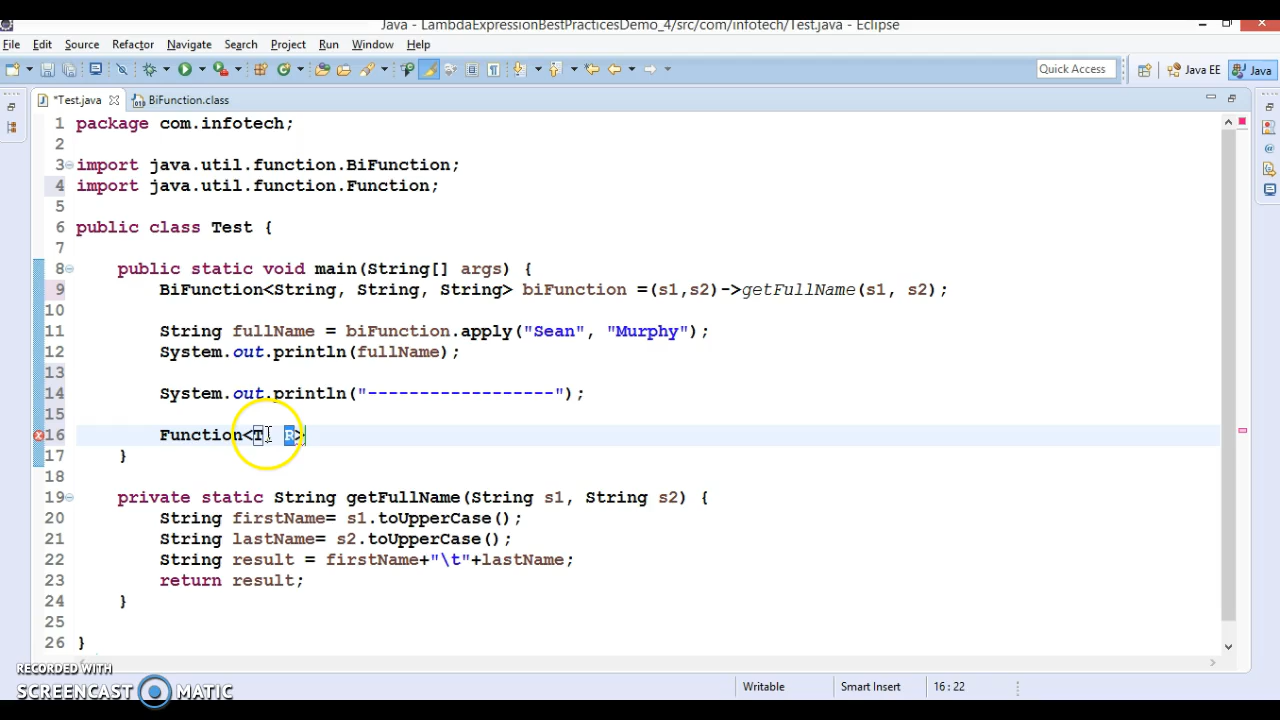 Java - LambdaExpressionBestPracticesDemo_4/src/com/infotech/Test.java - Eclipse
File Edit Source Refactor Navigate Search Project Run Window Help
Quick Access Java EE Java
*Test.java BiFunction.class
1 package com.infotech;
2
3 import java.util.function.BiFunction;
4 import java.util.function.Function;
5
6 public class Test {
7
8 public static void main(String[] args) {
9 BiFunction<String, String, String> biFunction =(s1,s2)->getFullName(s1, s2);
10
11 String fullName = biFunction.apply("Sean", "Murphy");
12 System.out.println(fullName);
13
14 System.out.println("------------------");
15
16 Function<T, R>
17 }
18
19 private static String getFullName(String s1, String s2) {
20 String firstName= s1.toUpperCase();
21 String lastName= s2.toUpperCase();
22 String result = firstName+"\t"+lastName;
23 return result;
24 }
25
26 }
RECORDED WITH
SCREENCAST MATIC
Writable Smart Insert 16 : 22